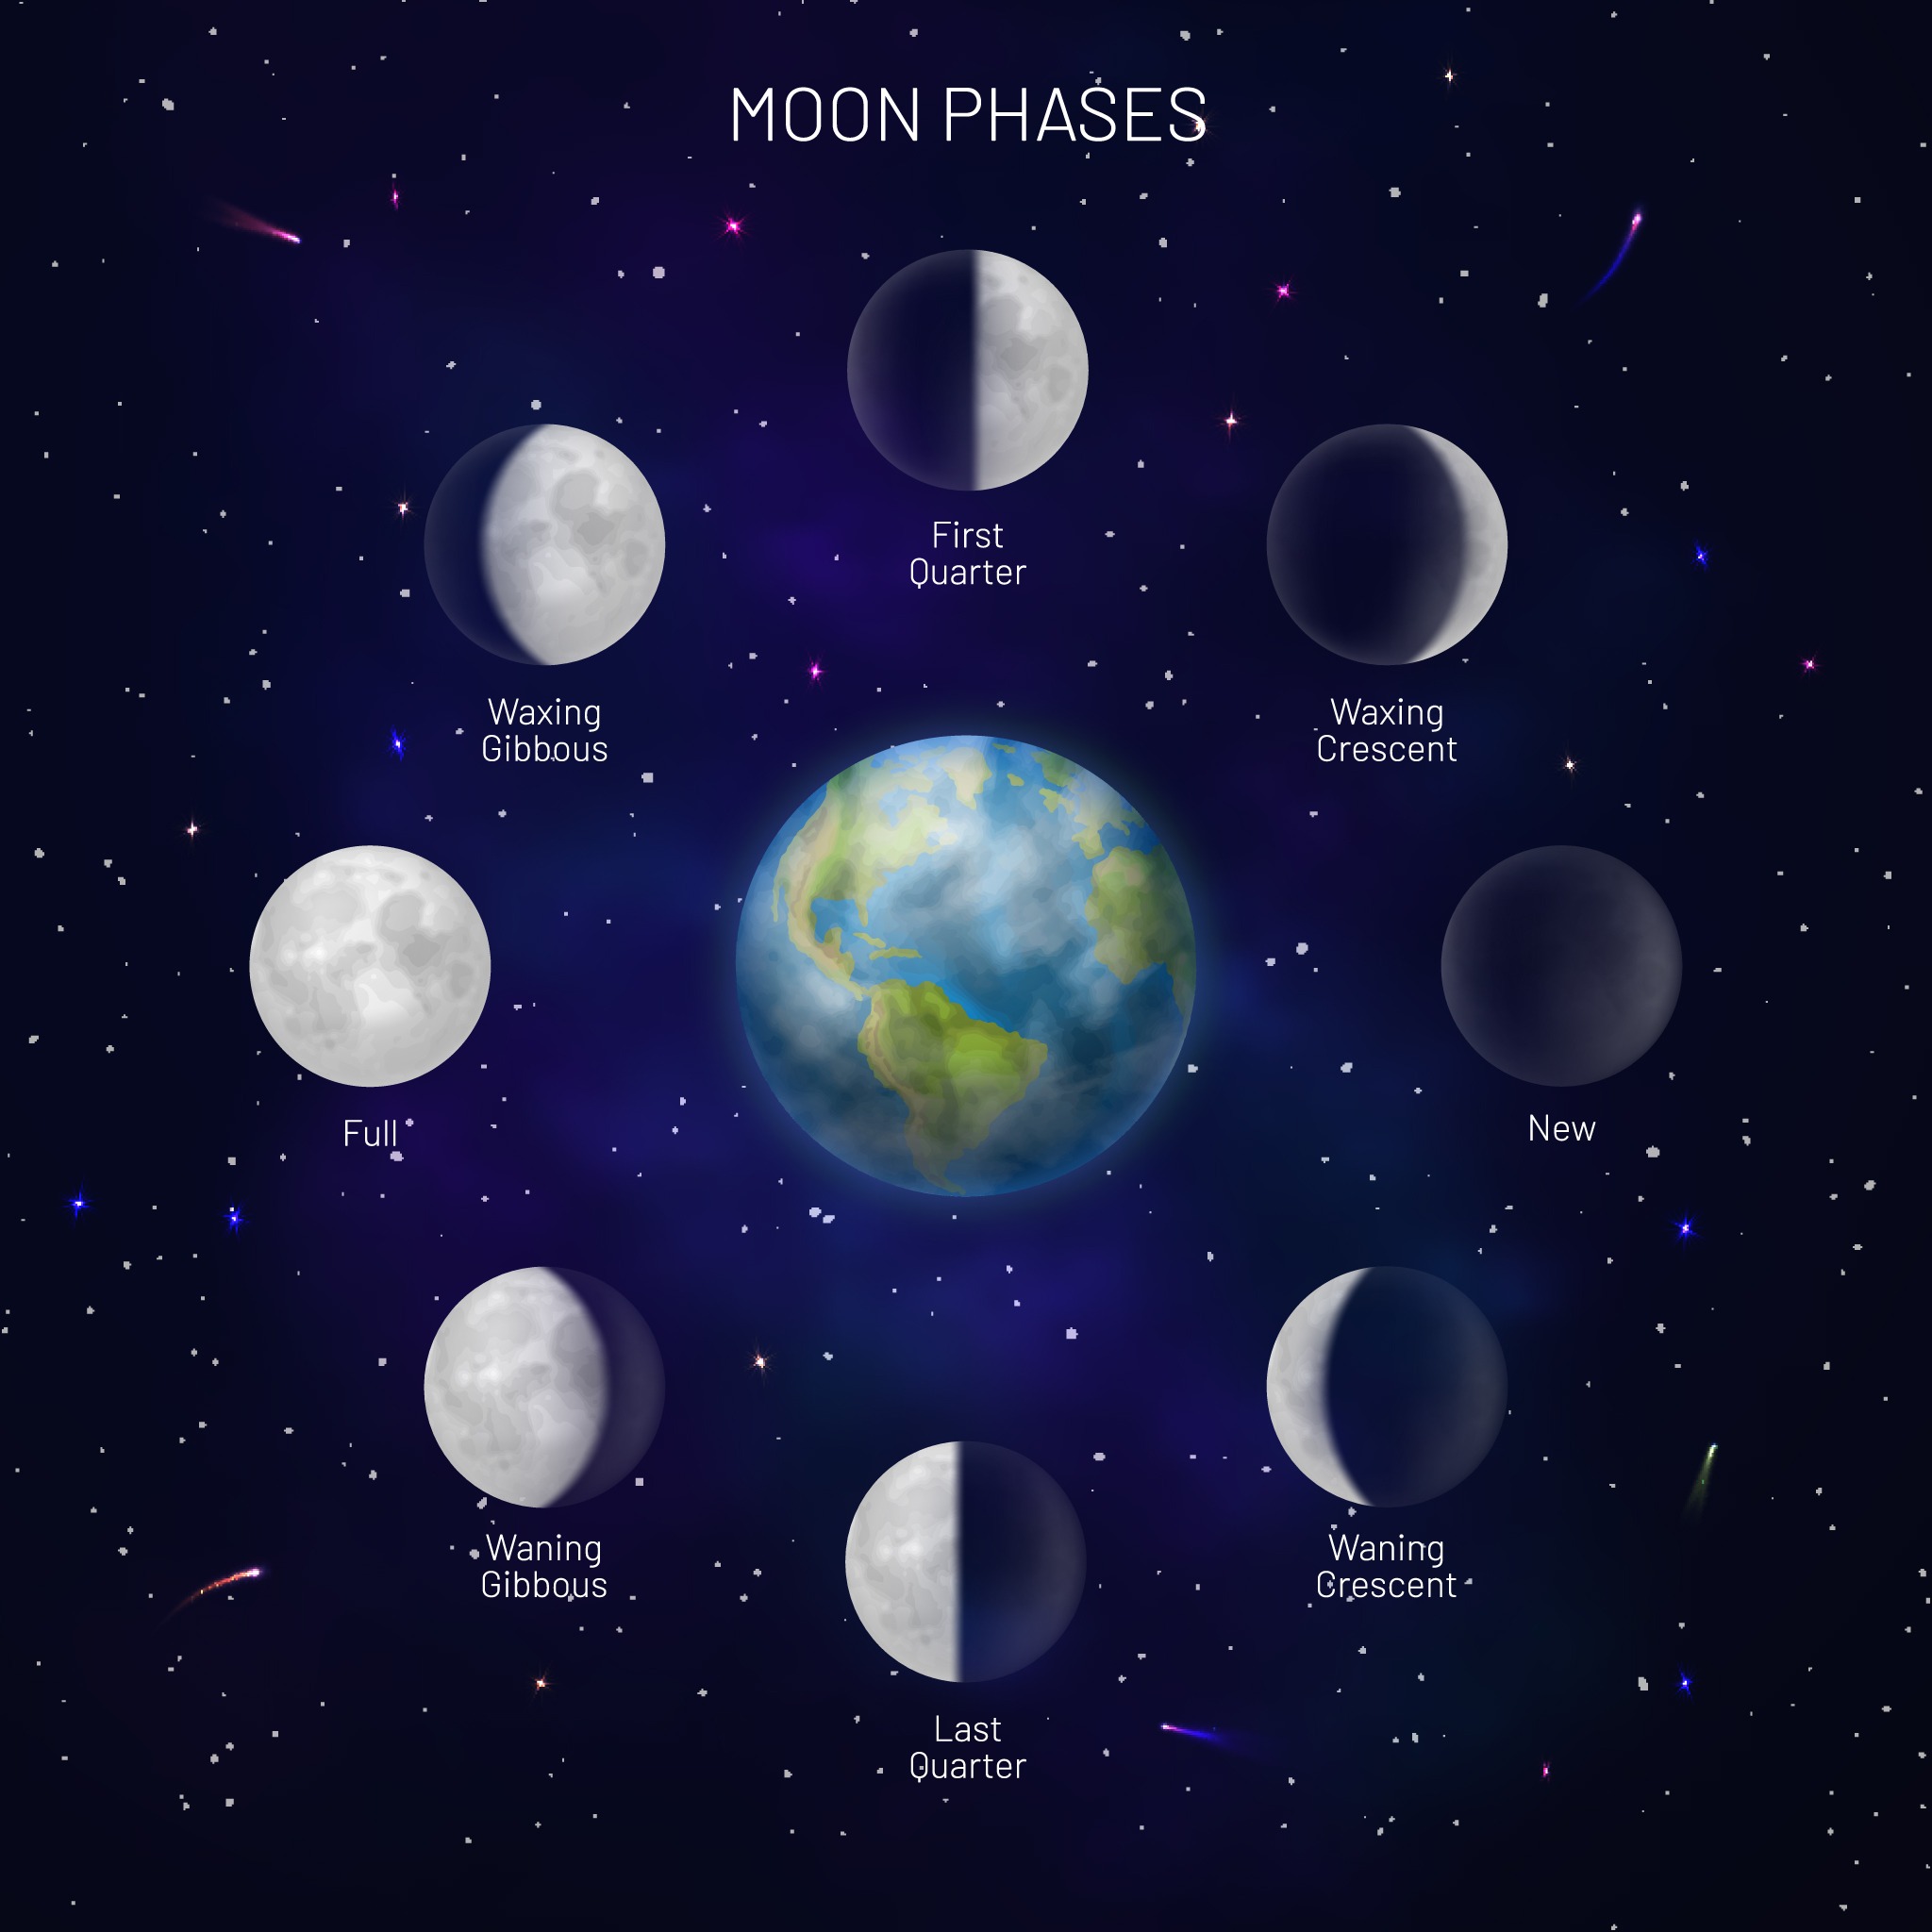 MOON PHASES
First
Quarter
Waxing
Gibbous
Waxing
Crescent
Full
New
Waning
Gibbous
Waning
Crescent
Last
Quarter